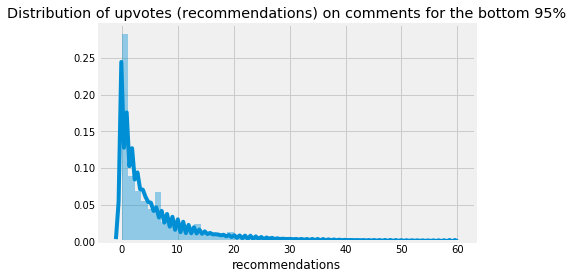 Distribution of upvotes (recommendations) on comments for the bottom 95%
0.25
0.20
0.15
0.10
0.05
0.00
0 10 20 30 40 50 60
recommendations